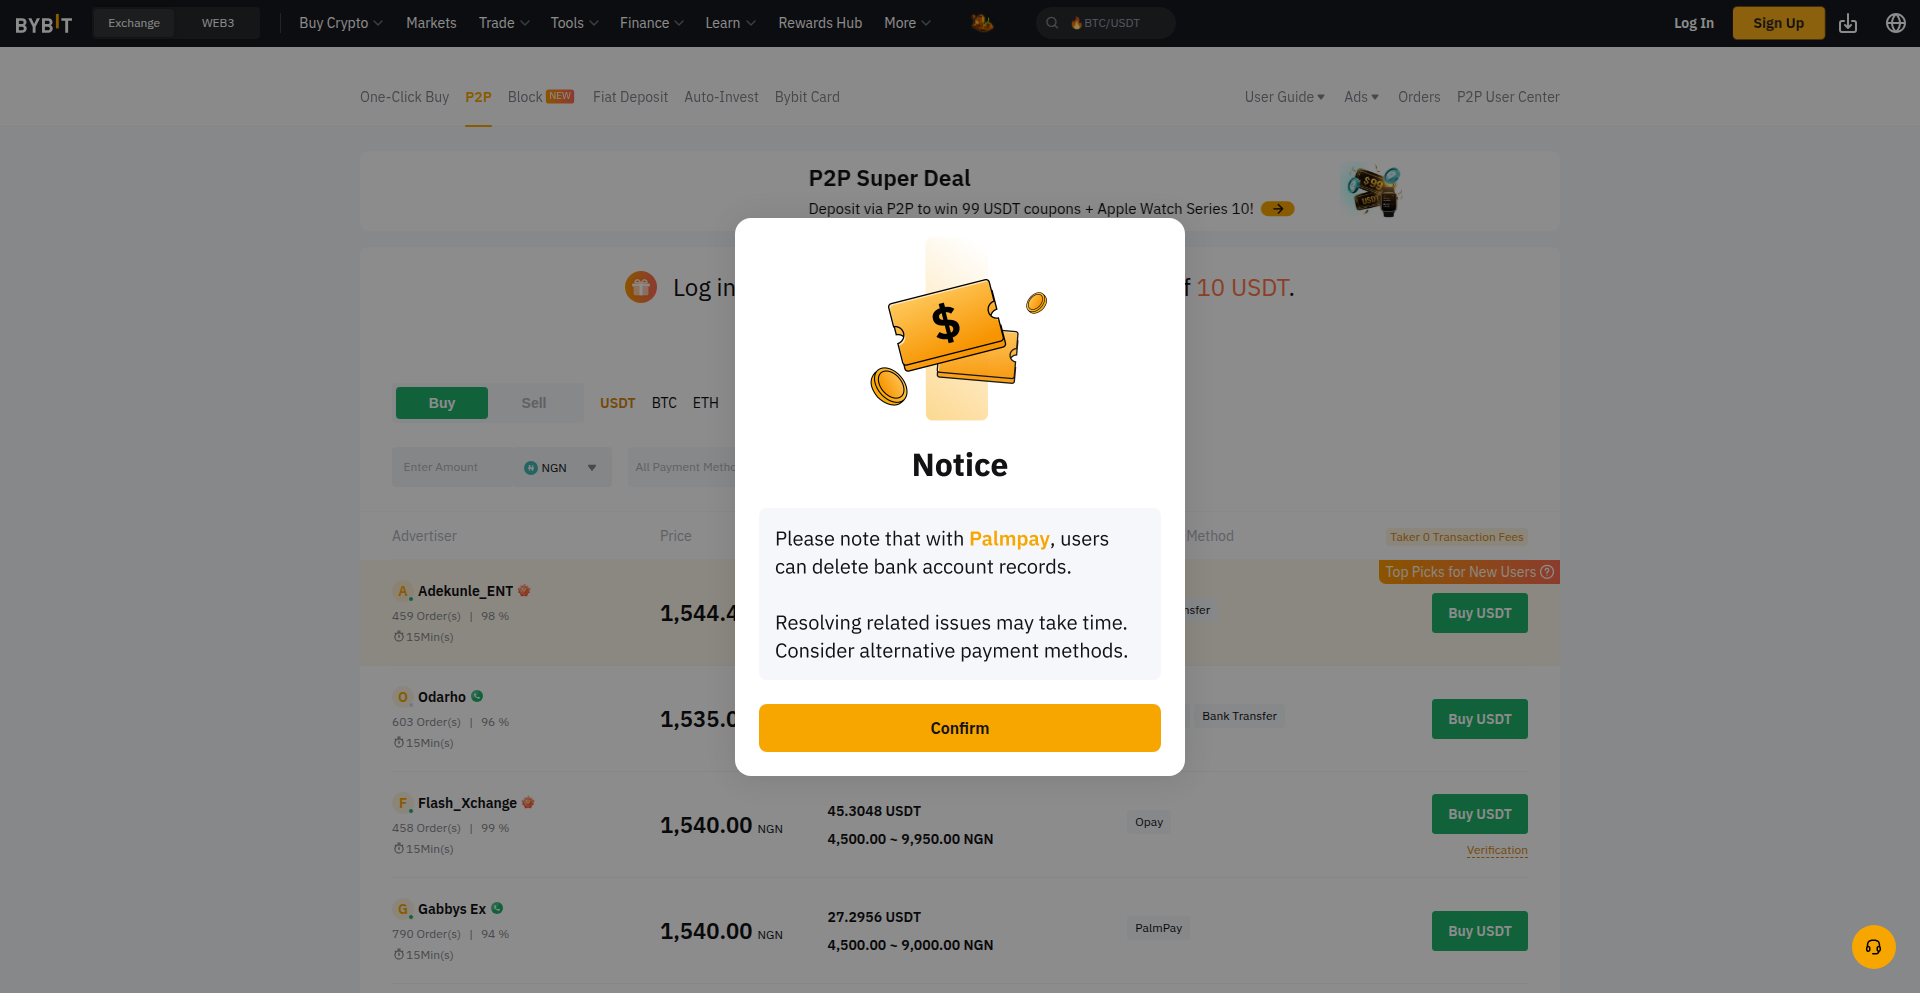 BYBIT Exchange WEB3 Buy Crypto Markets Trade Tools Finance Learn Rewards Hub More BTC/USDT Log In Sign Up
One-Click Buy P2P Block NEW Fiat Deposit Auto-Invest Bybit Card User Guide Ads Orders P2P User Center
P2P Super Deal
Deposit via P2P to win 99 USDT coupons + Apple Watch Series 10!
Log in f 10 USDT.
$
Buy Sell USDT BTC ETH
Notice
Enter Amount NGN All Payment Metho
Please note that with Palmpay, users
can delete bank account records.
Resolving related issues may take time.
Consider alternative payment methods.
Confirm
Advertiser Price Method Taker 0 Transaction Fees
Top Picks for New Users
A Adekunle_ENT
459 Order(s) | 98 %
15Min(s)
1,544.4
nsfer
Buy USDT
O Odarho
603 Order(s) | 96 %
15Min(s)
1,535.0
Bank Transfer
Buy USDT
F Flash_Xchange
458 Order(s) | 99 %
15Min(s)
1,540.00 NGN
45.3048 USDT
4,500.00 ~ 9,950.00 NGN
Opay
Buy USDT
Verification
G Gabbys Ex
790 Order(s) | 94 %
15Min(s)
1,540.00 NGN
27.2956 USDT
4,500.00 ~ 9,000.00 NGN
PalmPay
Buy USDT